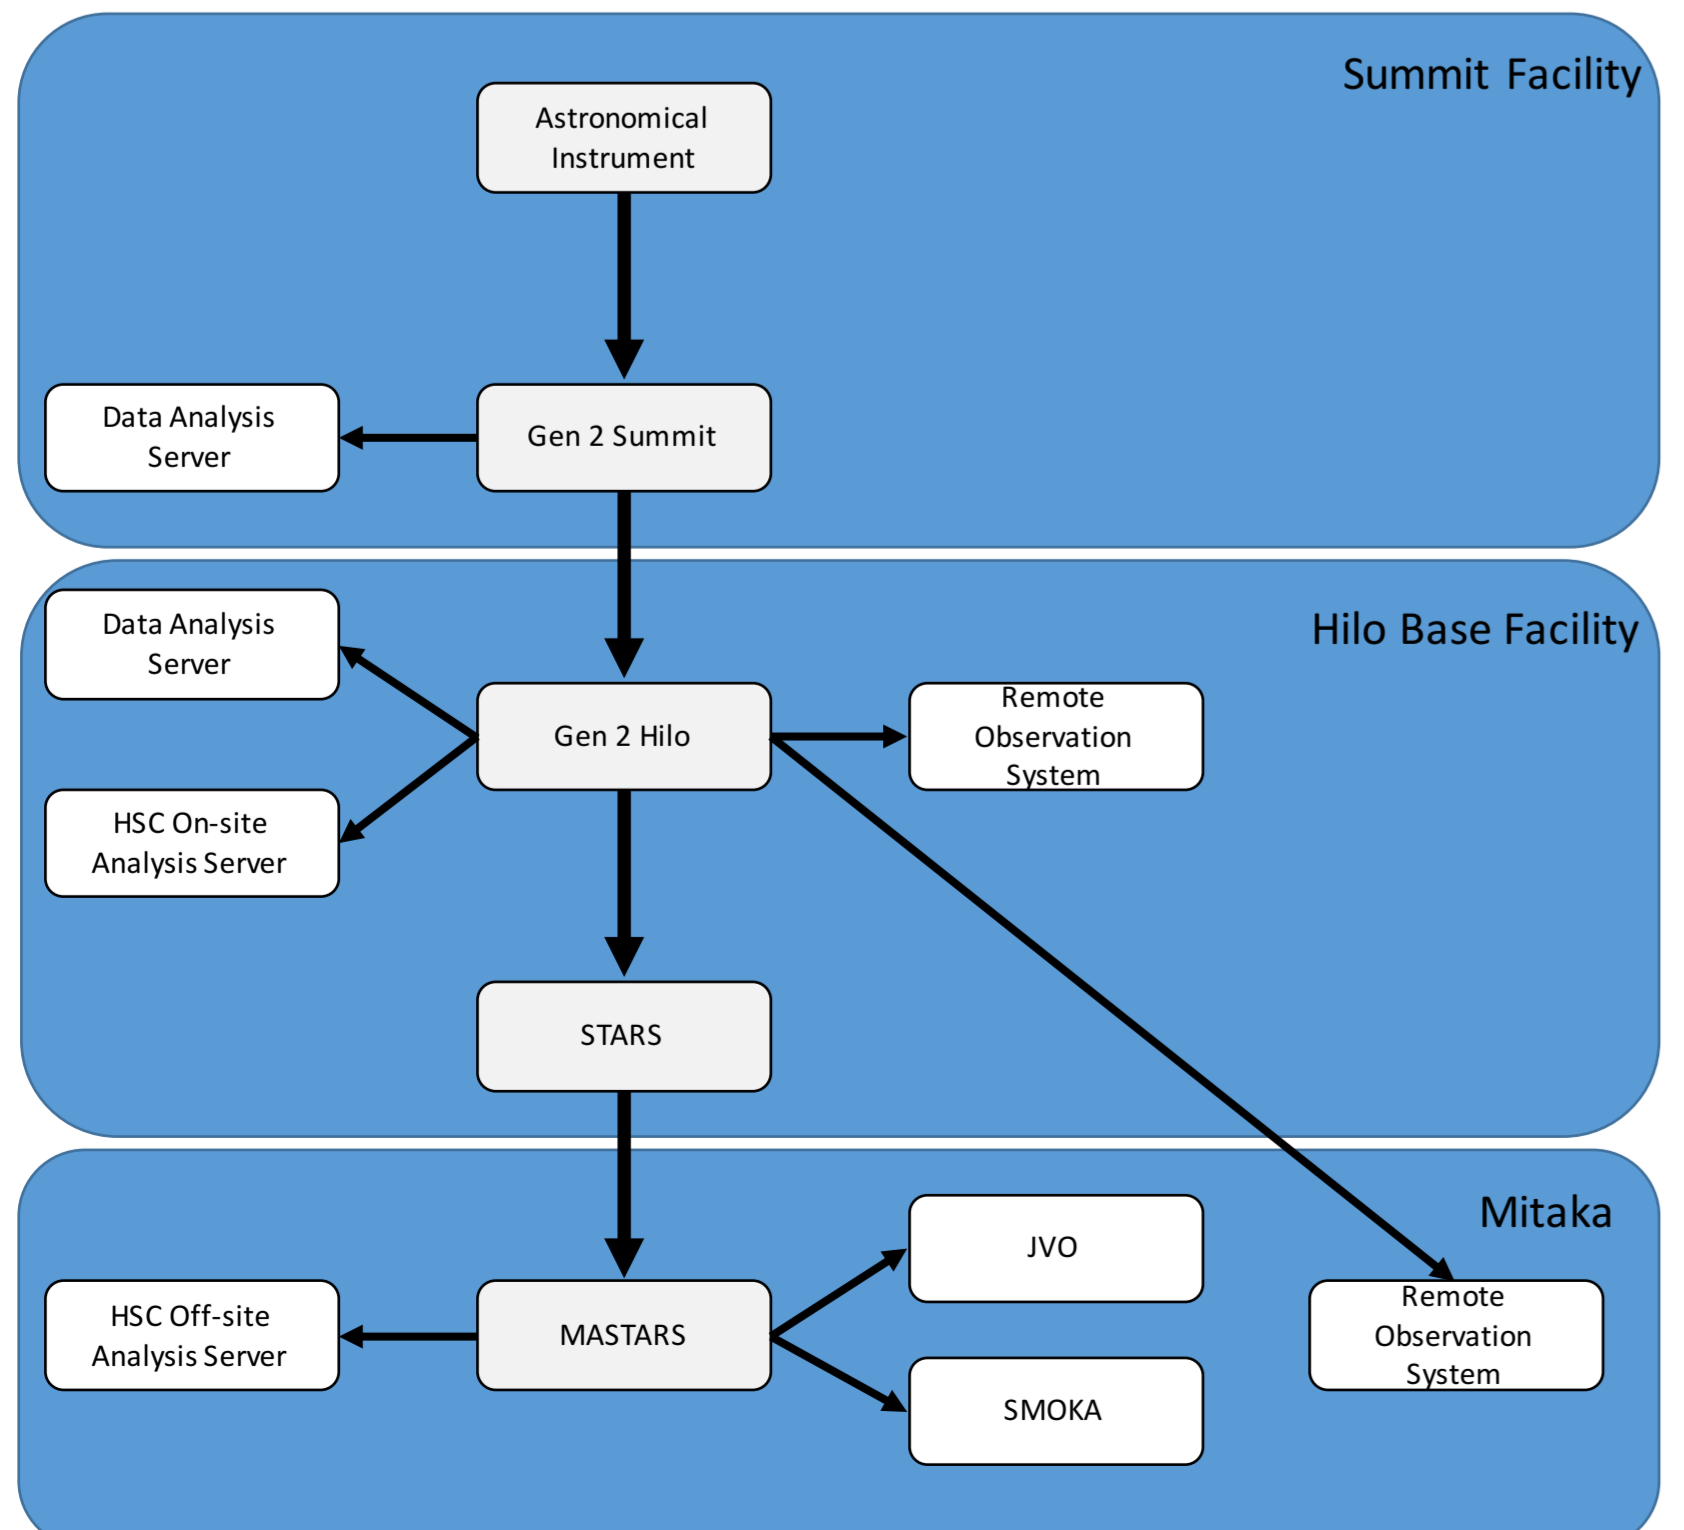 Summit Facility
Astronomical
Instrument
Data Analysis
Server
Gen 2 Summit
Hilo Base Facility
Data Analysis
Server
Gen 2 Hilo
Remote
Observation
System
HSC On-site
Analysis Server
STARS
Mitaka
JVO
HSC Off-site
Analysis Server
MASTARS
Remote
Observation
System
SMOKA